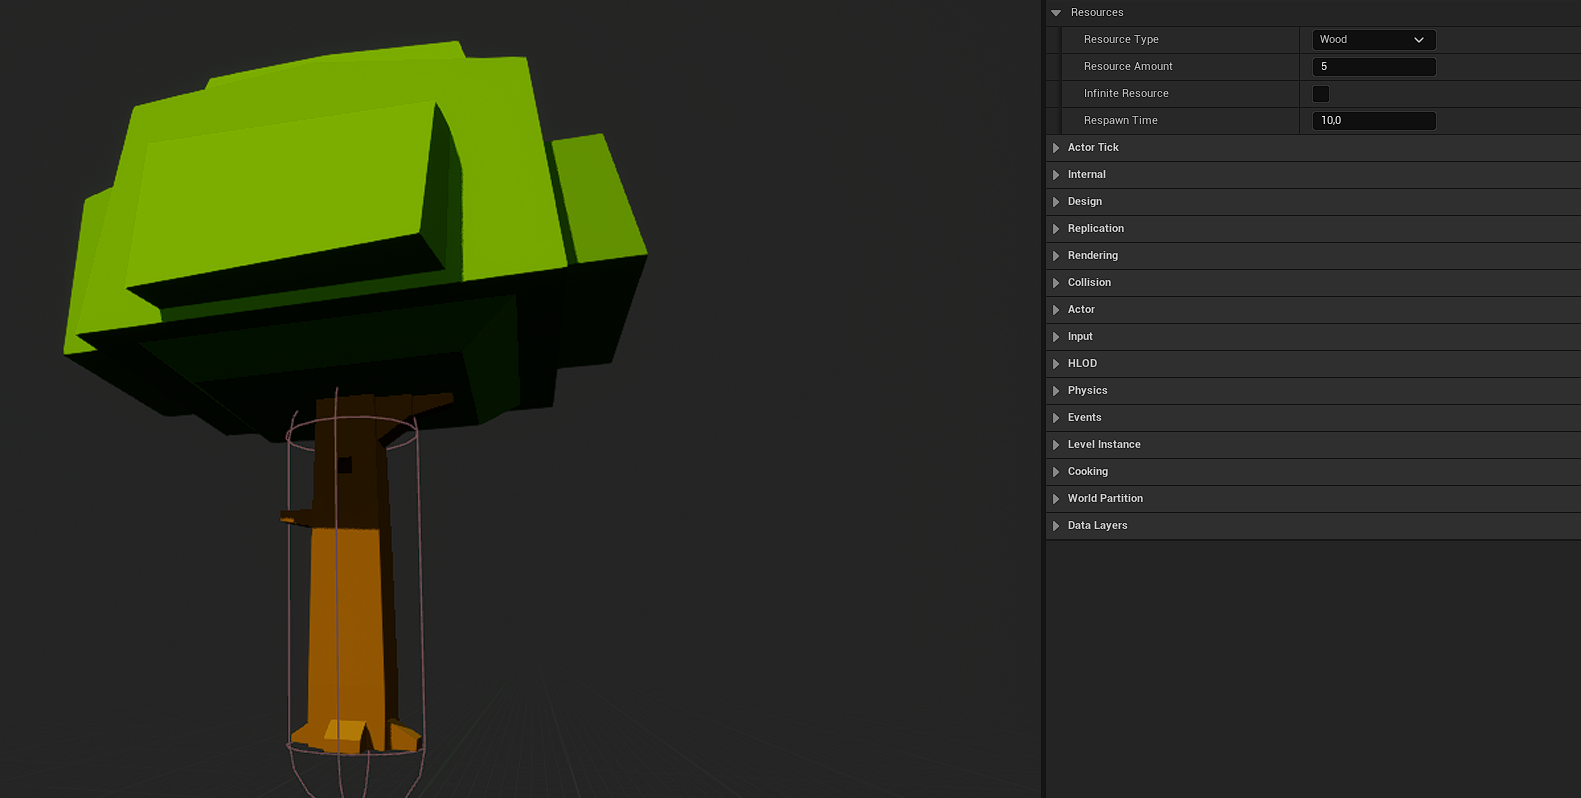 Resources
Resource Type Wood
Resource Amount 5
Infinite Resource
Respawn Time 10,0
Actor Tick
Internal
Design
Replication
Rendering
Collision
Actor
Input
HLOD
Physics
Events
Level Instance
Cooking
World Partition
Data Layers